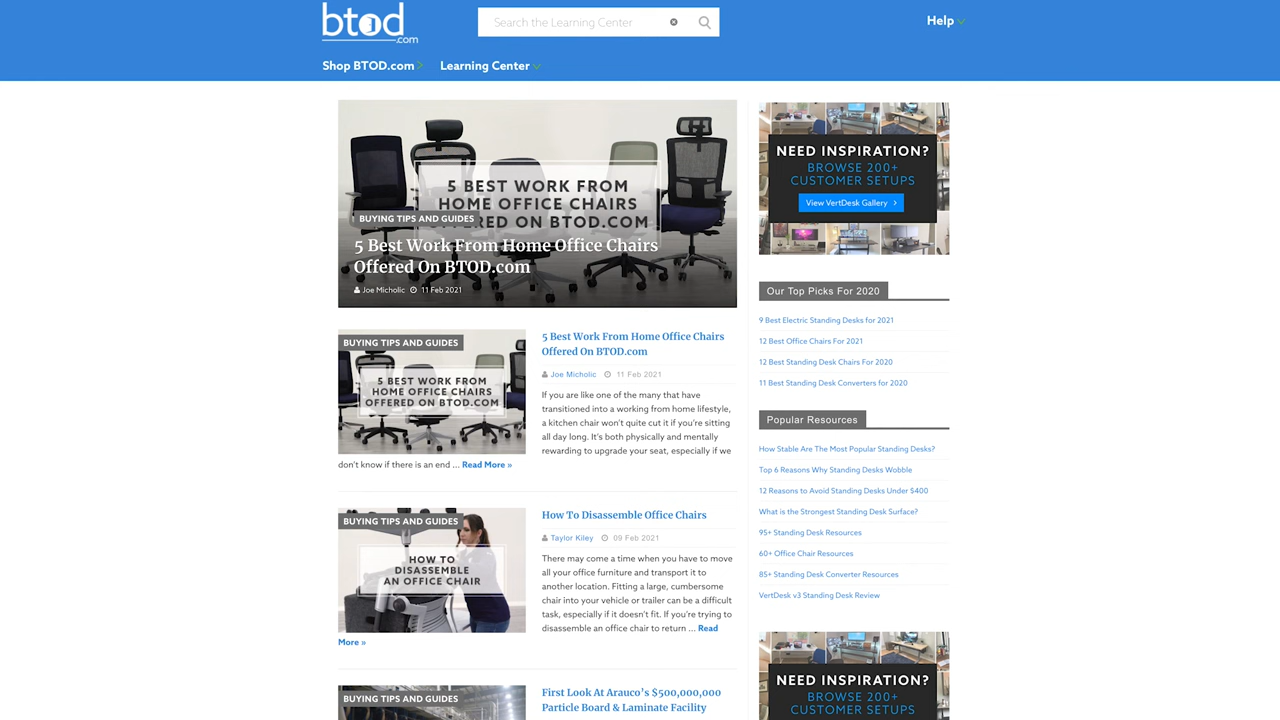 btod
.com
Search the Learning Center
Help
Shop BTOD.com
Learning Center
5 BEST WORK FROM
HOME OFFICE CHAIRS
OFFERED ON BTOD.COM
BUYING TIPS AND GUIDES
5 Best Work From Home Office Chairs
Offered On BTOD.com
Joe Micholic 11 Feb 2021
BUYING TIPS AND GUIDES
5 BEST WORK FROM
HOME OFFICE CHAIRS
OFFERED ON BTOD.COM
5 Best Work From Home Office Chairs
Offered On BTOD.com
Joe Micholic 11 Feb 2021
If you are like one of the many that have
transitioned into a working from home lifestyle,
a kitchen chair won't quite cut it if you're sitting
all day long. It's both physically and mentally
rewarding to upgrade your seat, especially if we
don't know if there is an end ... Read More »
BUYING TIPS AND GUIDES
HOW TO
DISASSEMBLE
AN OFFICE CHAIR
How To Disassemble Office Chairs
Taylor Kiley 09 Feb 2021
There may come a time when you have to move
all your office furniture and transport it to
another location. Fitting a large, cumbersome
chair into your vehicle or trailer can be a difficult
task, especially if it doesn't fit. If you're trying to
disassemble an office chair to return ... Read
More »
BUYING TIPS AND GUIDES
First Look At Arauco's $500,000,000
Particle Board & Laminate Facility
NEED INSPIRATION?
BROWSE 200+
CUSTOMER SETUPS
View VertDesk Gallery >
Our Top Picks For 2020
9 Best Electric Standing Desks for 2021
12 Best Office Chairs For 2021
12 Best Standing Desk Chairs For 2020
11 Best Standing Desk Converters for 2020
Popular Resources
How Stable Are The Most Popular Standing Desks?
Top 6 Reasons Why Standing Desks Wobble
12 Reasons to Avoid Standing Desks Under $400
What is the Strongest Standing Desk Surface?
95+ Standing Desk Resources
60+ Office Chair Resources
85+ Standing Desk Converter Resources
VertDesk v3 Standing Desk Review
NEED INSPIRATION?
BROWSE 200+
CUSTOMER SETUPS